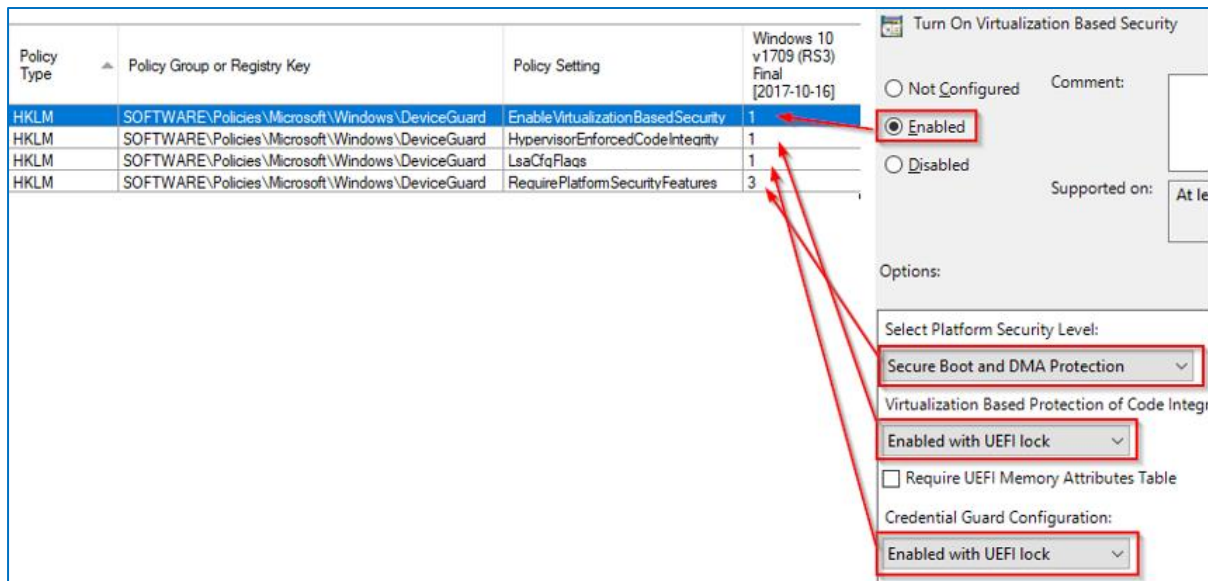 Policy Type
Policy Group or Registry Key
Policy Setting
Windows 10
v1709 (RS3)
Final
[2017-10-16]
HKLM SOFTWARE\Policies\Microsoft\Windows\DeviceGuard EnableVirtualizationBasedSecurity 1
HKLM SOFTWARE\Policies\Microsoft\Windows\DeviceGuard HypervisorEnforcedCodeIntegrity 1
HKLM SOFTWARE\Policies\Microsoft\Windows\DeviceGuard LsaCfgFlags 1
HKLM SOFTWARE\Policies\Microsoft\Windows\DeviceGuard RequirePlatformSecurityFeatures 3
Turn On Virtualization Based Security
Not Configured
Comment:
Enabled
Disabled
Supported on:
At le
Options:
Select Platform Security Level:
Secure Boot and DMA Protection
Virtualization Based Protection of Code Integr
Enabled with UEFI lock
Require UEFI Memory Attributes Table
Credential Guard Configuration:
Enabled with UEFI lock